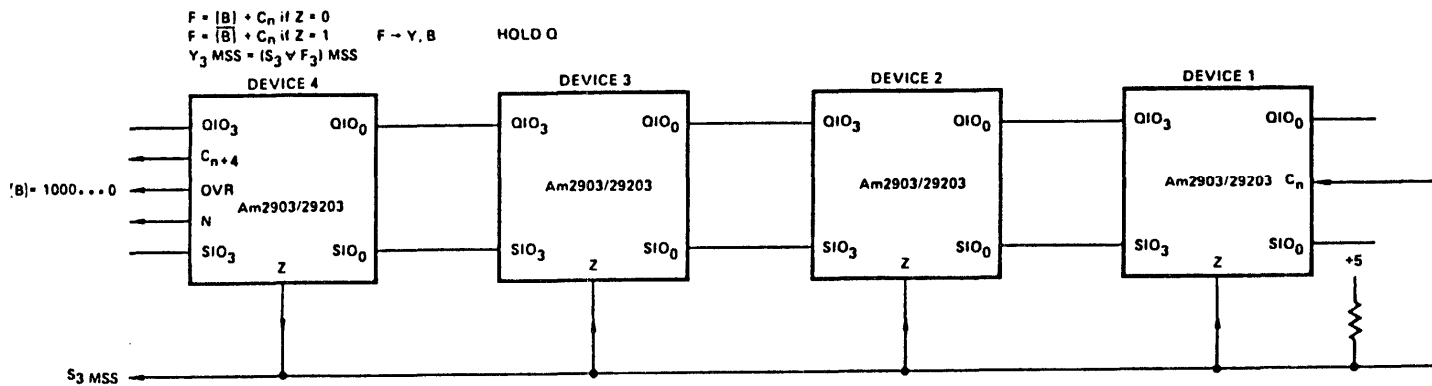 F = [B] + Cn if Z = 0
F = [B̅] + Cn if Z = 1 F → Y, B HOLD Q
Y3 MSS = (S3 ∀ F3) MSS
DEVICE 4 DEVICE 3 DEVICE 2 DEVICE 1
QIO3 QIO0 QIO3 QIO0 QIO3 QIO0 QIO3 QIO0
Cn+4
[B] = 1000...0 OVR Am2903/29203 Am2903/29203 Am2903/29203 Am2903/29203 Cn
N
SIO3 SIO0 SIO3 SIO0 SIO3 SIO0 SIO3 SIO0
Z Z Z Z +5
S3 MSS